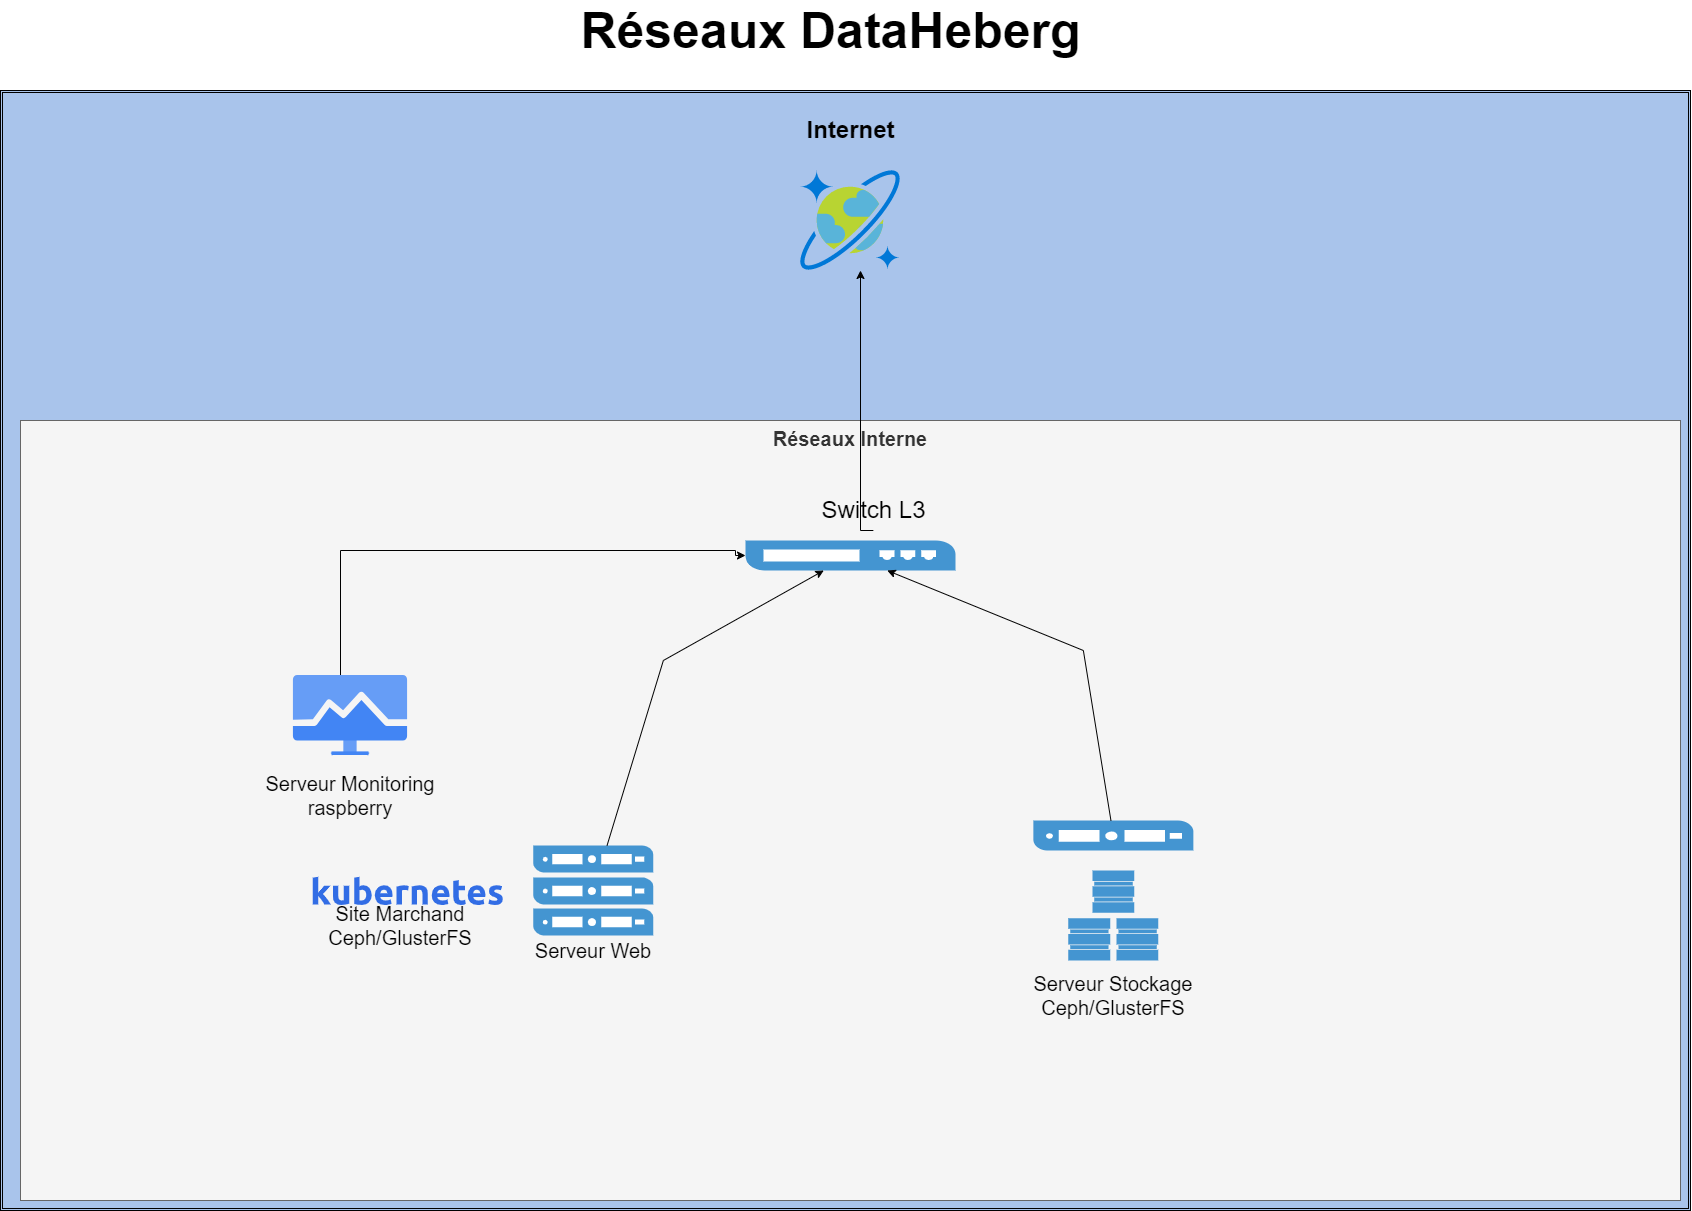 Réseaux DataHeberg
Internet
Réseaux Interne
Switch L3
Serveur Monitoring
raspberry
kubernetes
Site Marchand
Ceph/GlusterFS
Serveur Web
Serveur Stockage
Ceph/GlusterFS